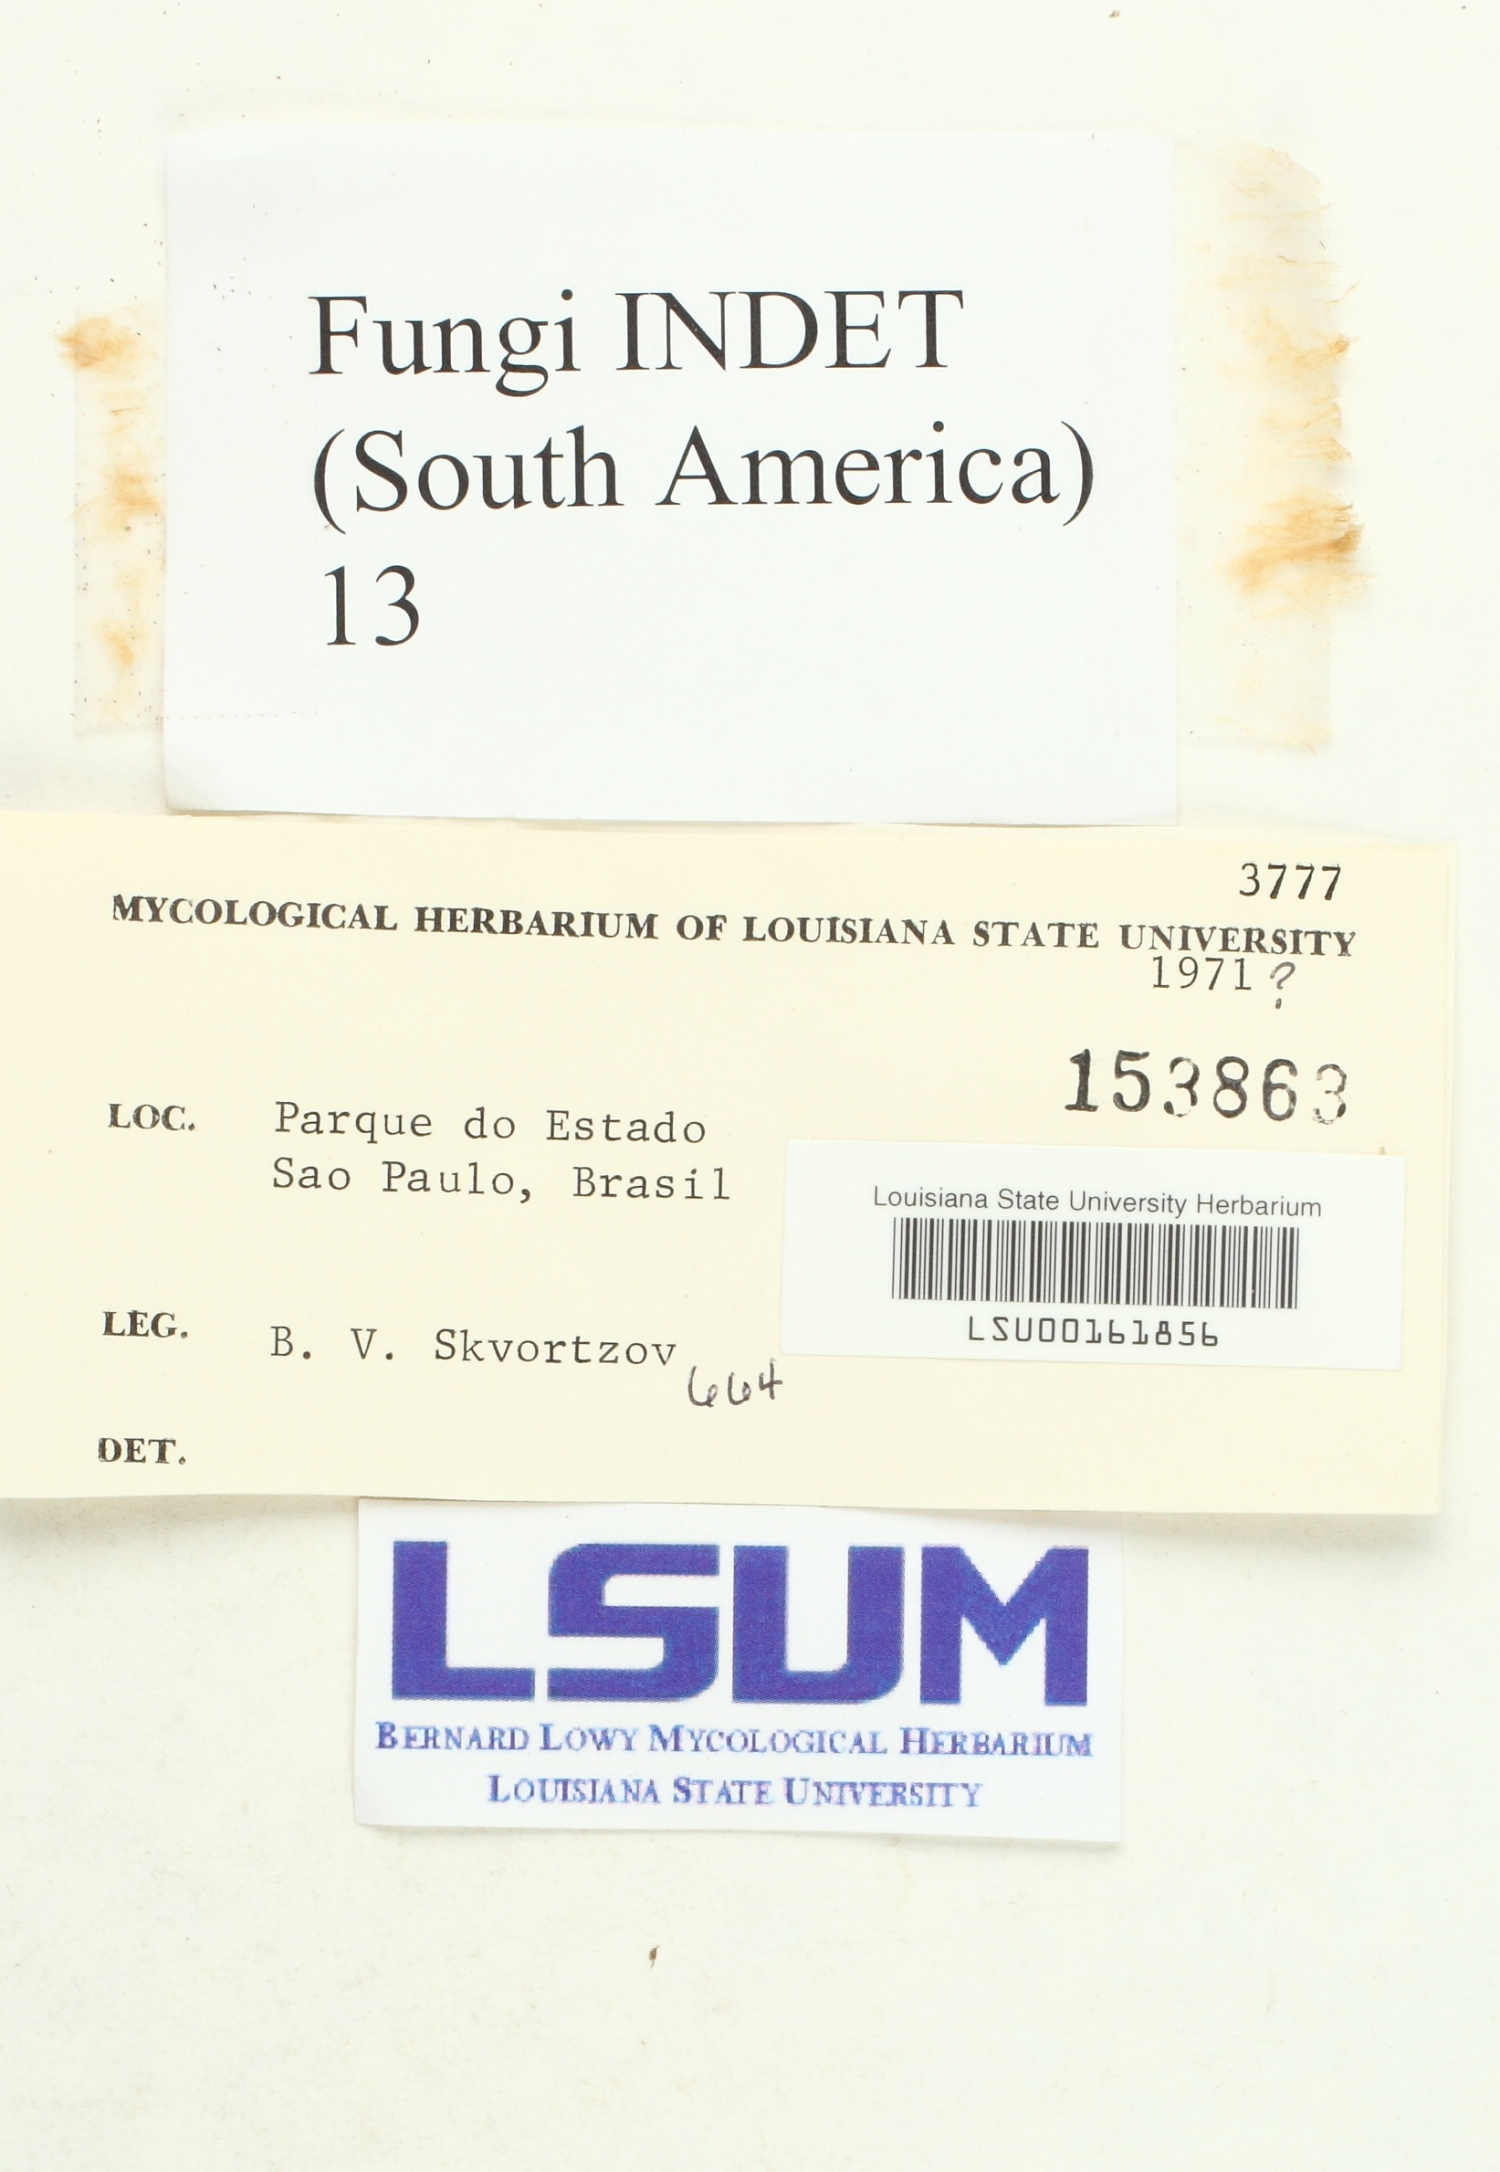 Fungi INDET
(South America)
13
3777
MYCOLOGICAL HERBARIUM OF LOUISIANA STATE UNIVERSITY
1971?
153863
LOC. Parque do Estado
Sao Paulo, Brasil
Louisiana State University Herbarium
LSU00161856
LEG. B. V. Skvortzov 664
DET.
LSUM
BERNARD LOWY MYCOLOGICAL HERBARIUM
LOUISIANA STATE UNIVERSITY